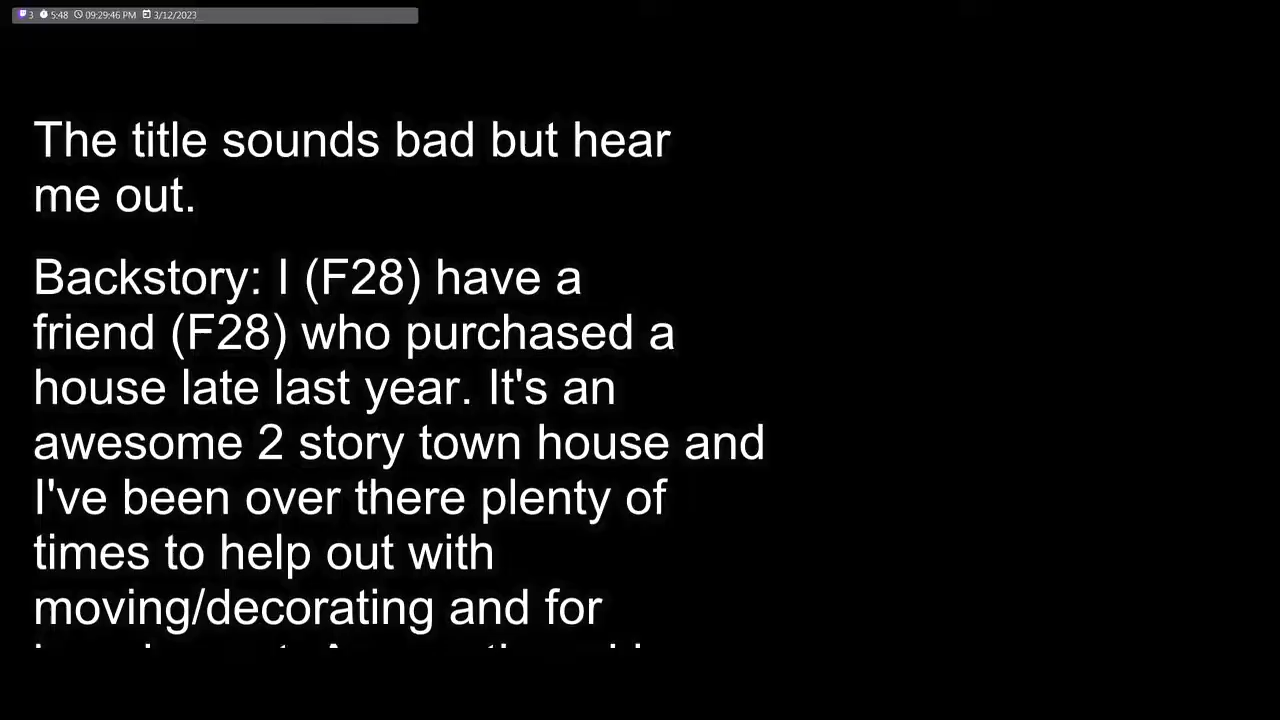 3 5:48 09:29:46 PM 3/12/2023
The title sounds bad but hear
me out.
Backstory: I (F28) have a
friend (F28) who purchased a
house late last year. It's an
awesome 2 story town house and
I've been over there plenty of
times to help out with
moving/decorating and for